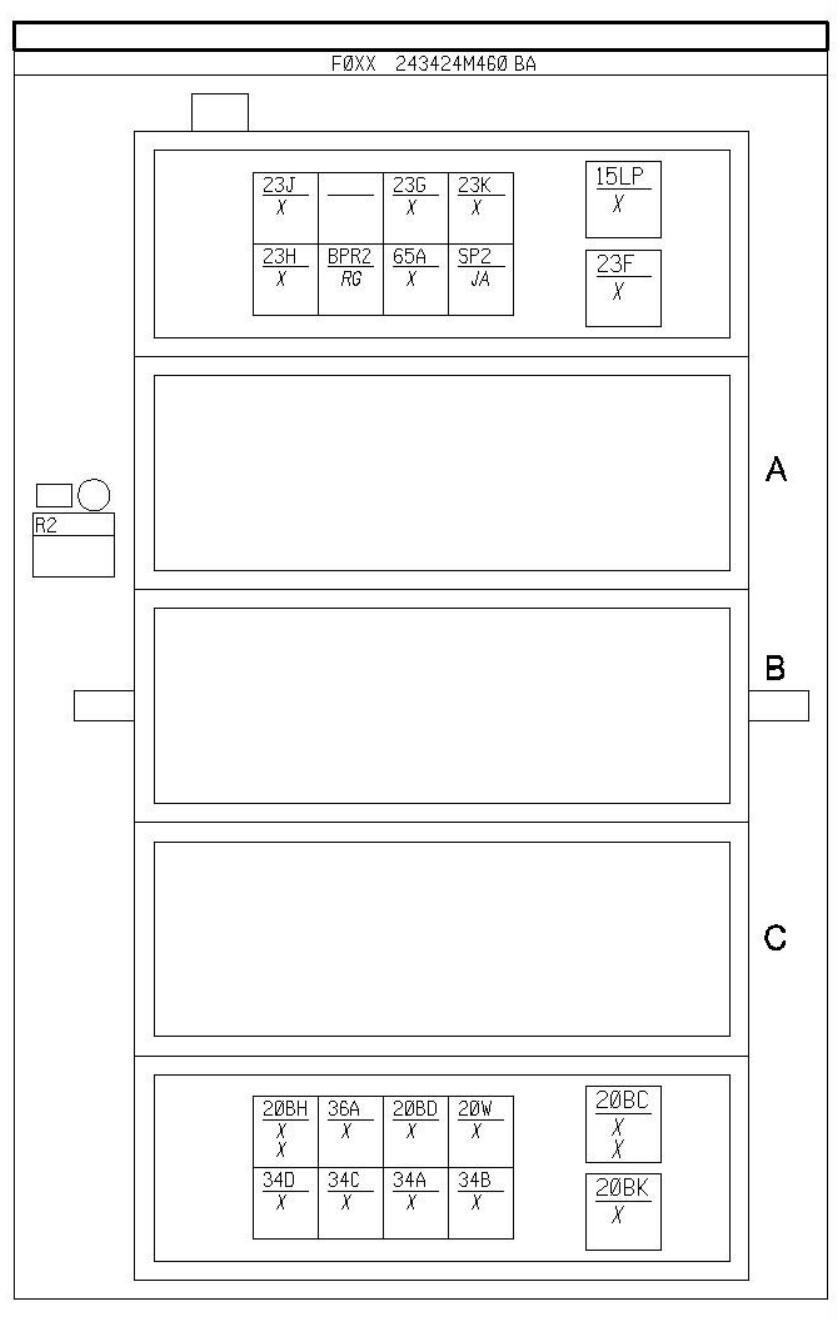 FØXX 243424M46Ø BA
23J 23G 23K
X X X
15LP
X
23H BPR2 65A SP2
X RG X JA
23F
X
A
R2
B
C
2ØBH 36A 2ØBD 2ØW
X X X X
X
2ØBC
X
X
34D 34C 34A 34B
X X X X
2ØBK
X